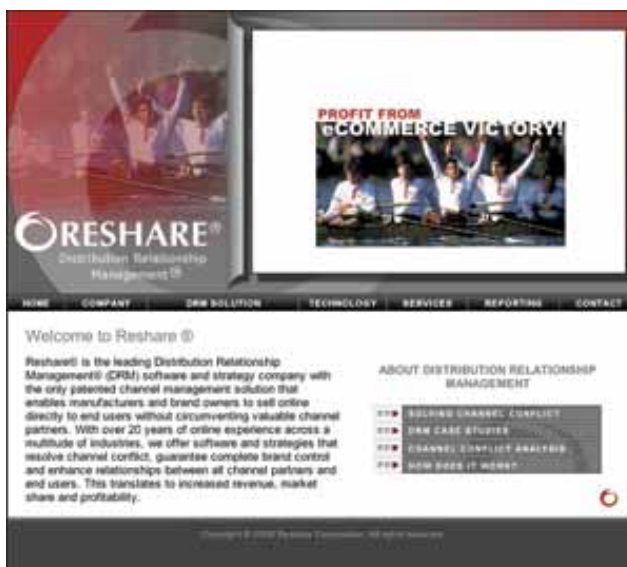 PROFIT FROM
eCOMMERCE VICTORY!
RESHARE®
Distribution Relationship
Management®
HOME COMPANY DRM SOLUTION TECHNOLOGY SERVICES REPORTING CONTACT
Welcome to Reshare ®
Reshare® is the leading Distribution Relationship
Management® (DRM) software and strategy company with
the only patented channel management solution that
enables manufacturers and brand owners to sell online
directly to end users without circumventing valuable channel
partners. With over 20 years of online experience across a
multitude of industries, we offer software and strategies that
resolve channel conflict, guarantee complete brand control
and enhance relationships between all channel partners and
end users. This translates to increased revenue, market
share and profitability.
ABOUT DISTRIBUTION RELATIONSHIP
MANAGEMENT
SOLVING CHANNEL CONFLICT
DRM CASE STUDIES
CHANNEL CONFLICT ANALYSIS
HOW DOES IT WORK?
Copyright © Reshare Corporation. All rights reserved.